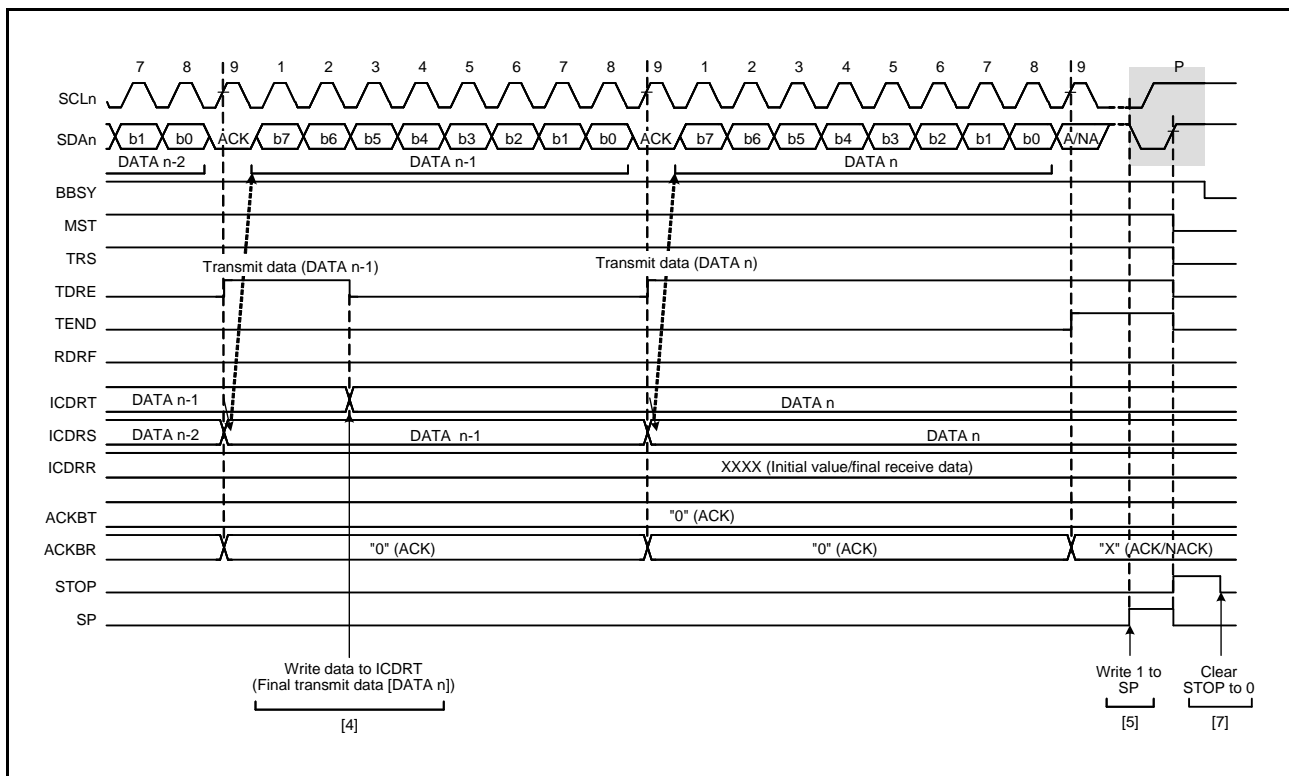 7 8 9 1 2 3 4 5 6 7 8 9 1 2 3 4 5 6 7 8 9 P
SCLn
SDAn b1 b0 ACK b7 b6 b5 b4 b3 b2 b1 b0 ACK b7 b6 b5 b4 b3 b2 b1 b0 A/NA
DATA n-2 DATA n-1 DATA n
BBSY
MST
TRS
Transmit data (DATA n-1) Transmit data (DATA n)
TDRE
TEND
RDRF
ICDRT DATA n-1 DATA n
ICDRS DATA n-2 DATA n-1 DATA n
ICDRR XXXX (Initial value/final receive data)
ACKBT "0" (ACK)
ACKBR "0" (ACK) "0" (ACK) "X" (ACK/NACK)
STOP
SP
Write data to ICDRT
(Final transmit data [DATA n])
[4]
Write 1 to
SP
[5]
Clear
STOP to 0
[7]